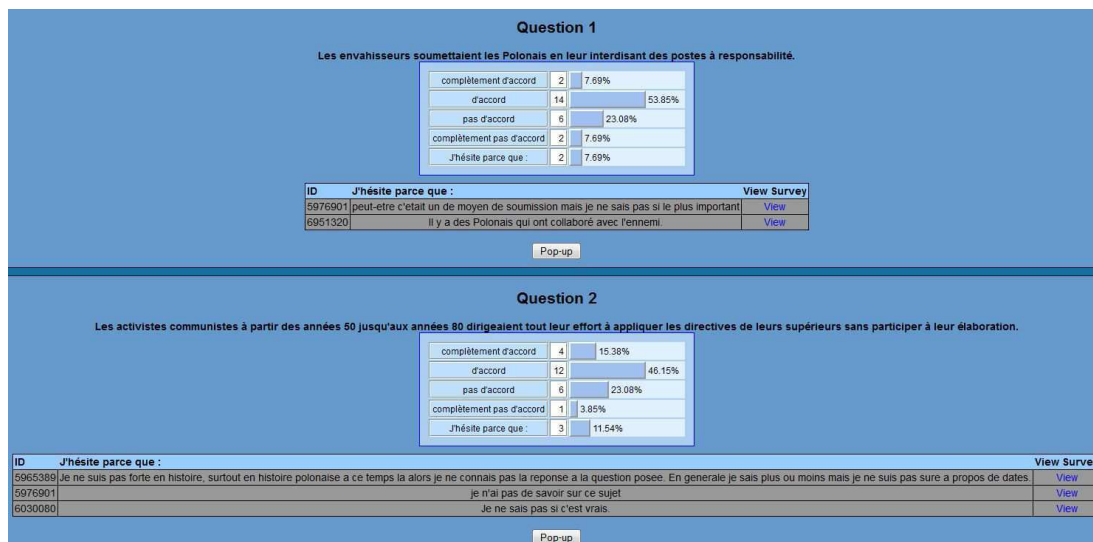 Question 1
Les envahisseurs soumettaient les Polonais en leur interdisant des postes à responsabilité.
complètement d'accord 2 7.69%
d'accord 14 53.85%
pas d'accord 6 23.08%
complètement pas d'accord 2 7.69%
J'hésite parce que : 2 7.69%
ID J'hésite parce que : View Survey
5976901 peut-etre c'etait un de moyen de soumission mais je ne sais pas si le plus important View
6951320 Il y a des Polonais qui ont collaboré avec l'ennemi. View
Pop-up
Question 2
Les activistes communistes à partir des années 50 jusqu'aux années 80 dirigeaient tout leur effort à appliquer les directives de leurs supérieurs sans participer à leur élaboration.
complètement d'accord 4 15.38%
d'accord 12 46.15%
pas d'accord 6 23.08%
complètement pas d'accord 1 3.85%
J'hésite parce que : 3 11.54%
ID J'hésite parce que : View Surve
5965389 Je ne suis pas forte en histoire, surtout en histoire polonaise a ce temps la alors je ne connais pas la reponse a la question posee. En generale je sais plus ou moins mais je ne suis pas sure a propos de dates. View
5976901 je n'ai pas de savoir sur ce sujet View
6030080 Je ne sais pas si c'est vrais. View
Pop-up